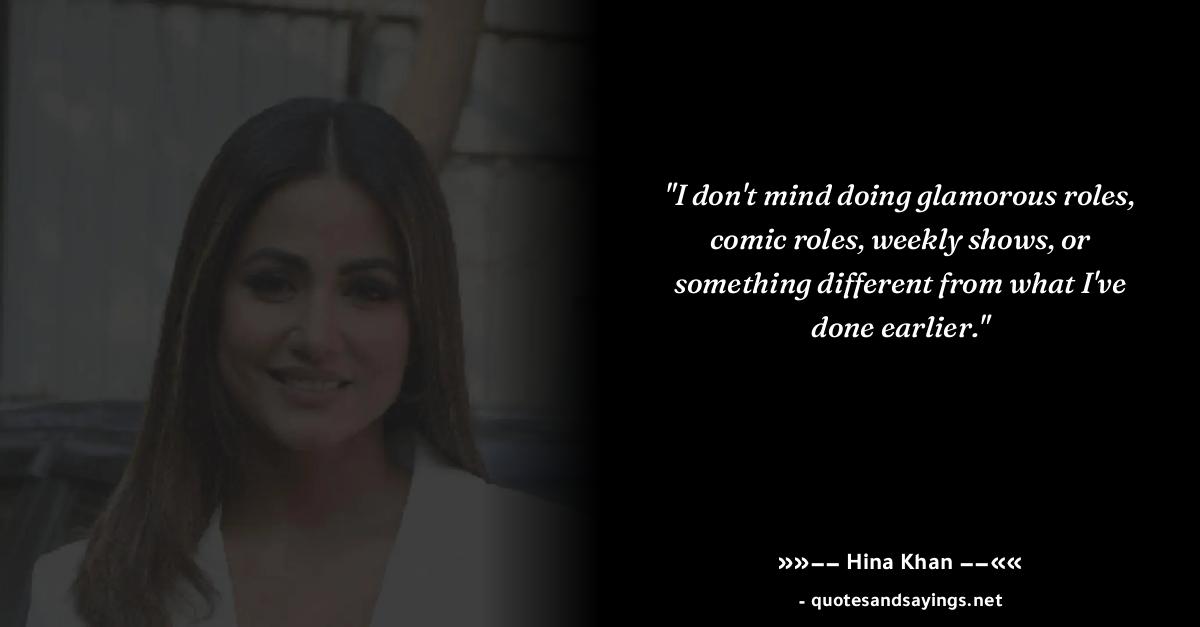 "I don't mind doing glamorous roles,
comic roles, weekly shows, or
something different from what I've
done earlier."
»»−− Hina Khan −−««
- quotesandsayings.net